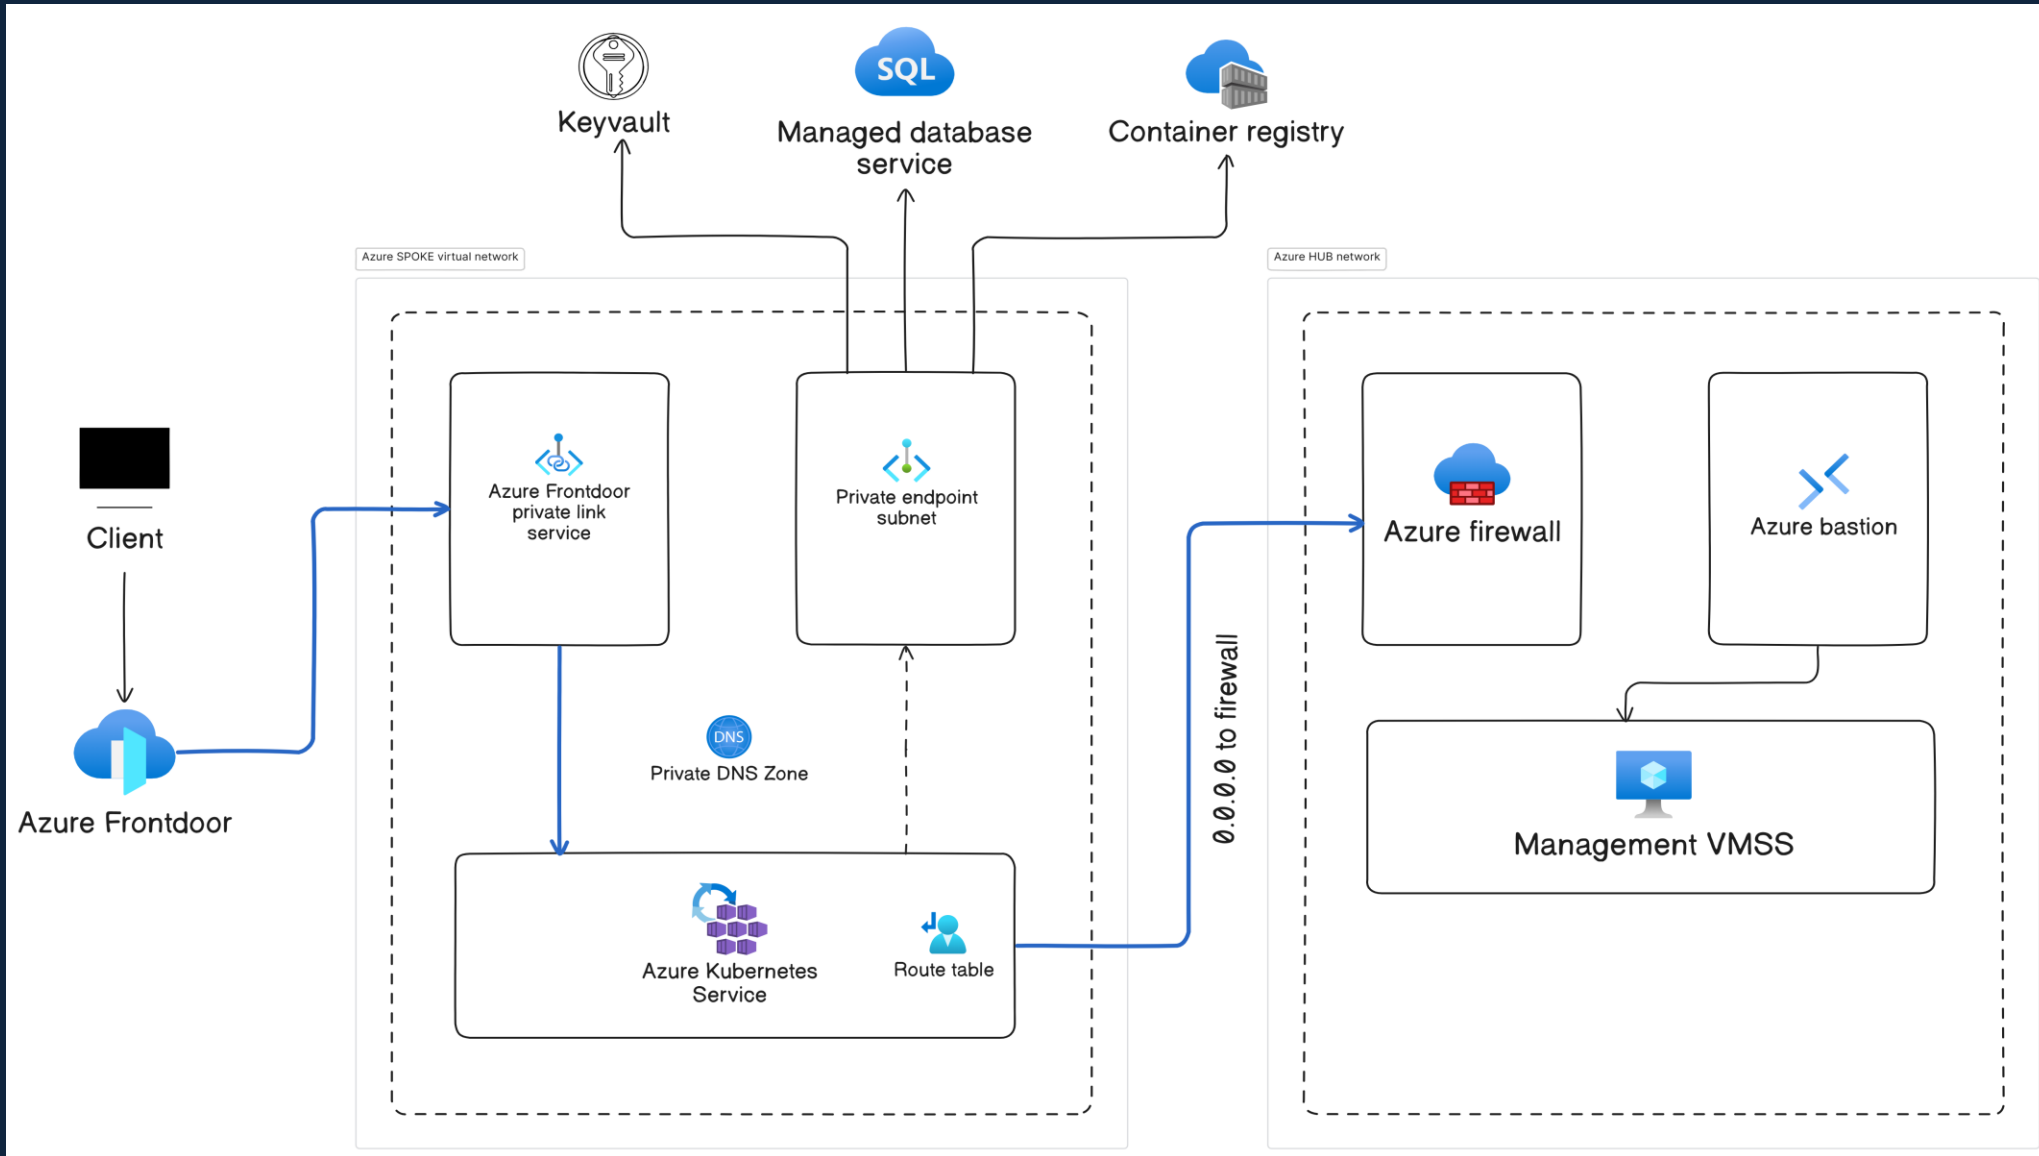 Keyvault
SQL
Managed database
service
Container registry
Azure SPOKE virtual network
Azure HUB network
Client
Azure Frontdoor
Azure Frontdoor
private link
service
Private endpoint
subnet
DNS
Private DNS Zone
Azure Kubernetes
Service
Route table
0.0.0.0 to firewall
Azure firewall
Azure bastion
Management VMSS